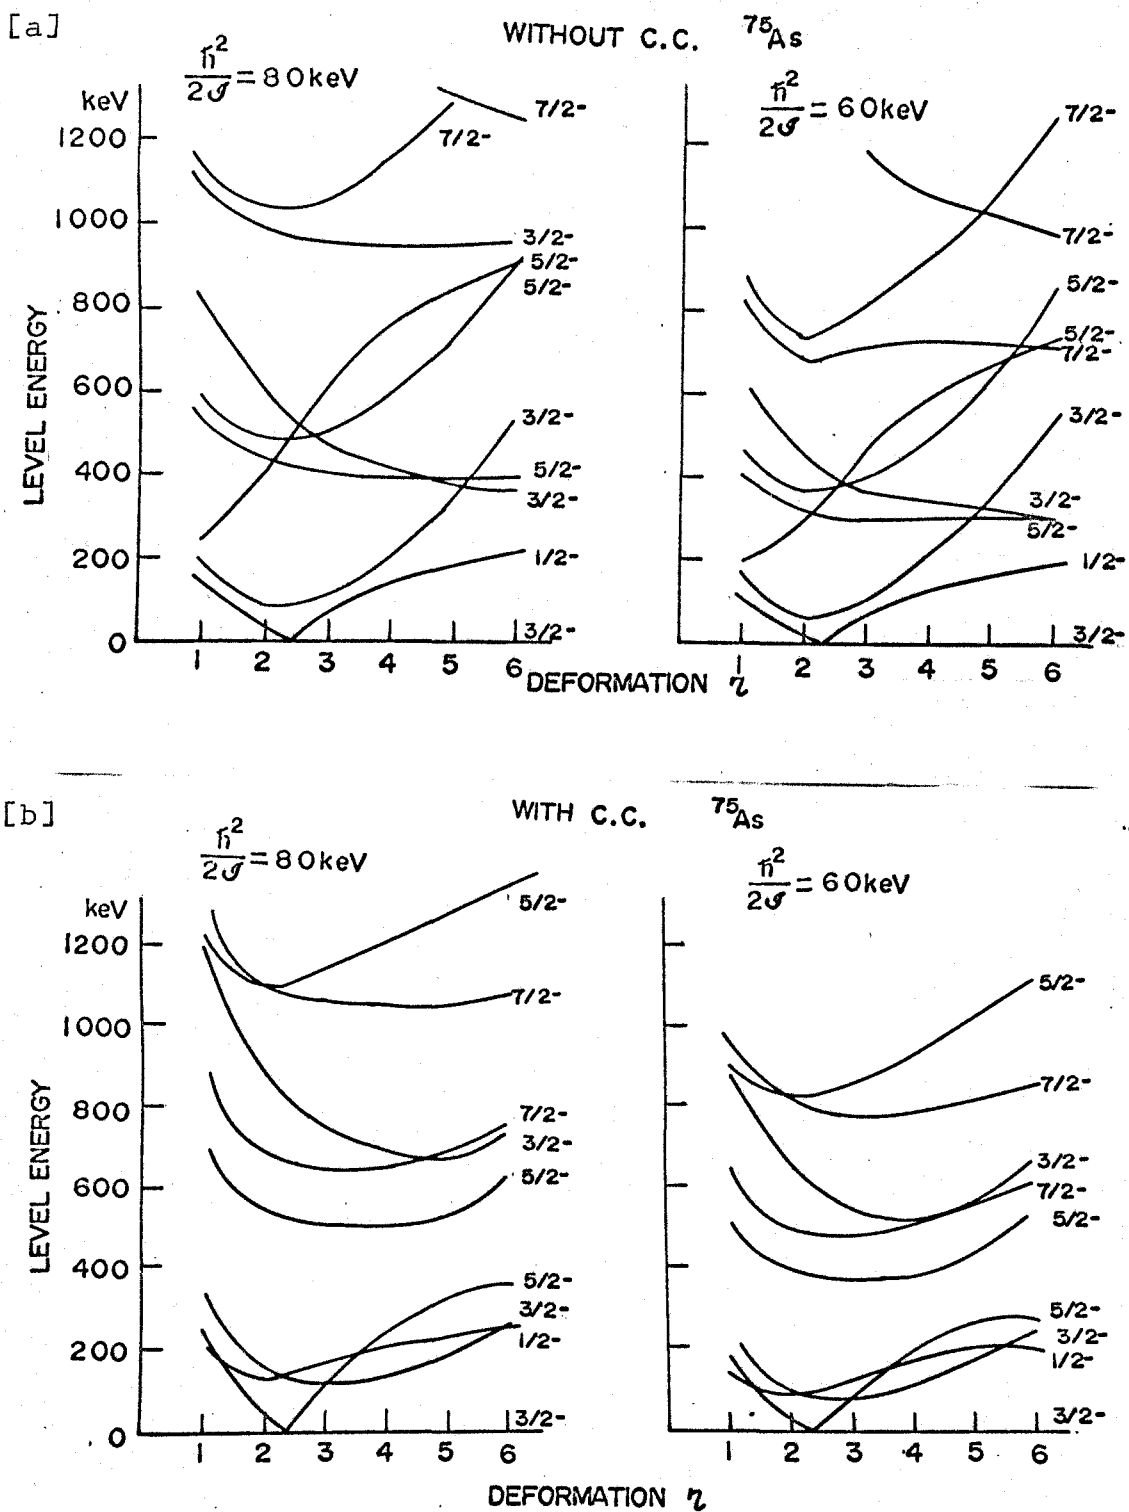 [a]
WITHOUT C.C. ⁷⁵As
ħ²/2𝓘 = 80keV
keV
1200
1000
800
600
400
200
0
LEVEL ENERGY
7/2-
7/2-
3/2-
5/2-
5/2-
3/2-
5/2-
3/2-
1/2-
3/2-
1 2 3 4 5 6
ħ²/2𝓘 = 60keV
7/2-
7/2-
5/2-
5/2-
7/2-
3/2-
3/2-
5/2-
1/2-
3/2-
1 2 3 4 5 6
DEFORMATION η
[b]
WITH C.C. ⁷⁵As
ħ²/2𝓘 = 80keV
keV
1200
1000
800
600
400
200
0
LEVEL ENERGY
5/2-
7/2-
7/2-
3/2-
5/2-
5/2-
3/2-
1/2-
3/2-
1 2 3 4 5 6
ħ²/2𝓘 = 60keV
5/2-
7/2-
3/2-
7/2-
5/2-
5/2-
3/2-
1/2-
3/2-
1 2 3 4 5 6
DEFORMATION η